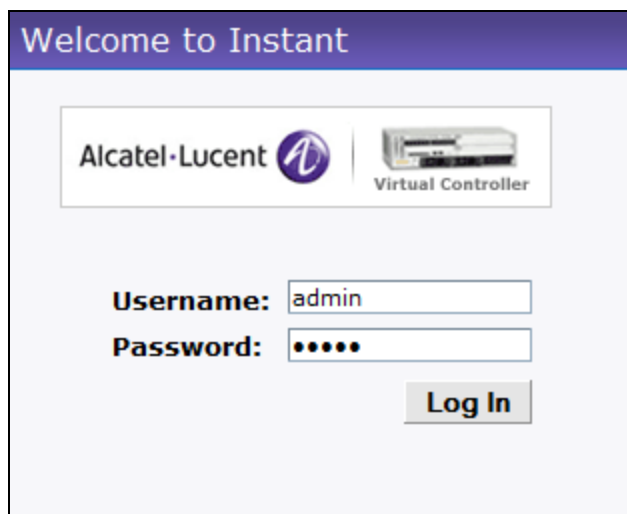 Welcome to Instant
Alcatel·Lucent
Virtual Controller
Username: admin
Password: •••••
Log In